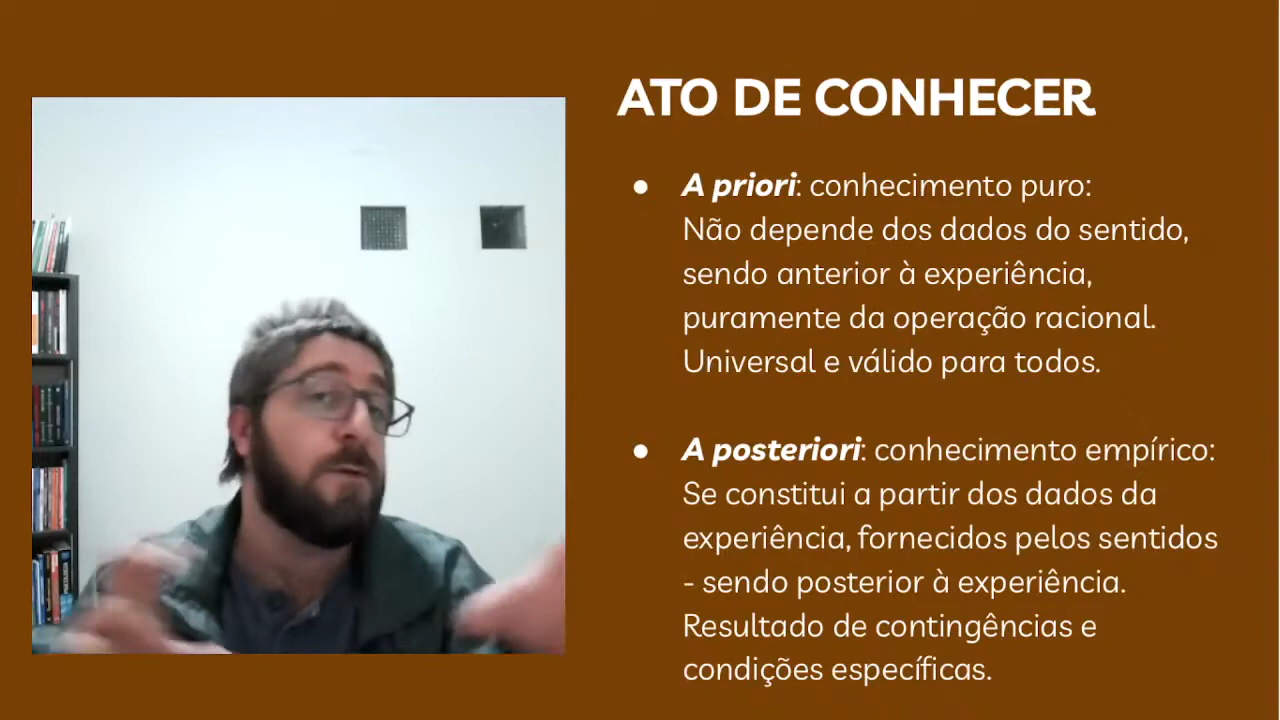 ATO DE CONHECER
● A priori: conhecimento puro:
Não depende dos dados do sentido,
sendo anterior à experiência,
puramente da operação racional.
Universal e válido para todos.
● A posteriori: conhecimento empírico:
Se constitui a partir dos dados da
experiência, fornecidos pelos sentidos
- sendo posterior à experiência.
Resultado de contingências e
condições específicas.